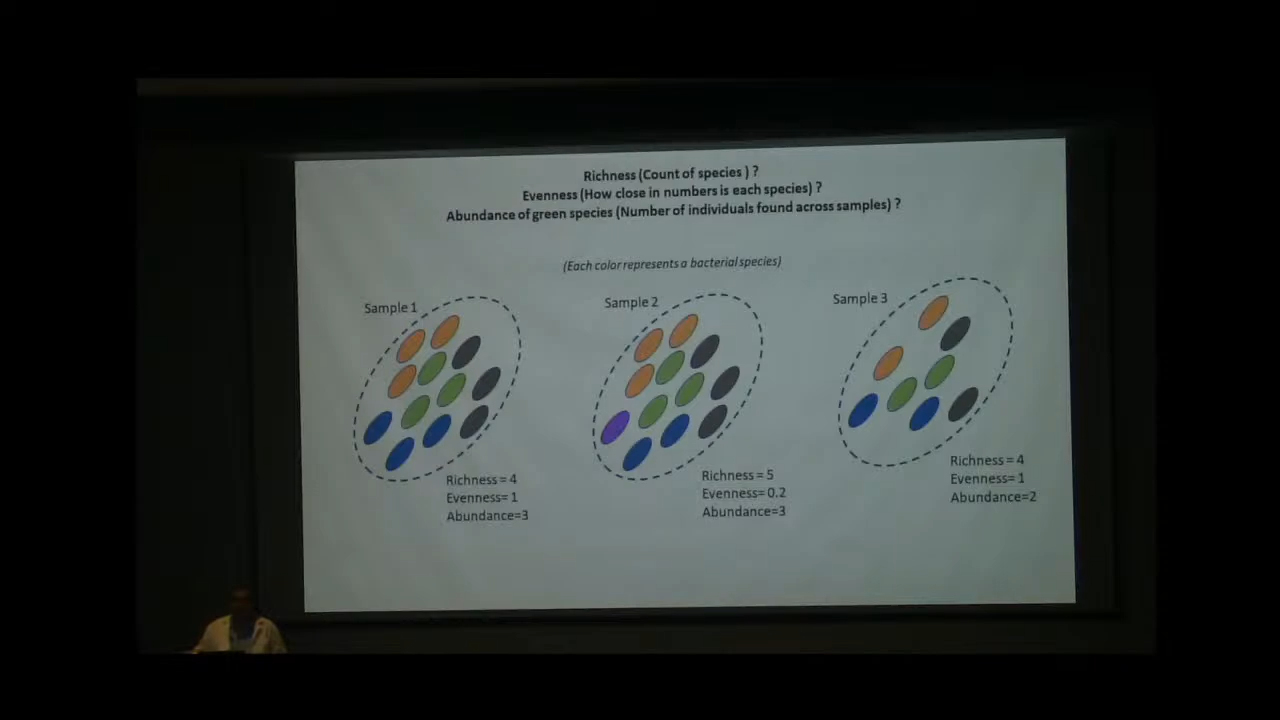 Richness (Count of species ) ?
Evenness (How close in numbers is each species) ?
Abundance of green species (Number of individuals found across samples) ?
(Each color represents a bacterial species)
Sample 1
Richness = 4
Evenness= 1
Abundance=3
Sample 2
Richness = 5
Evenness= 0.2
Abundance=3
Sample 3
Richness = 4
Evenness= 1
Abundance=2